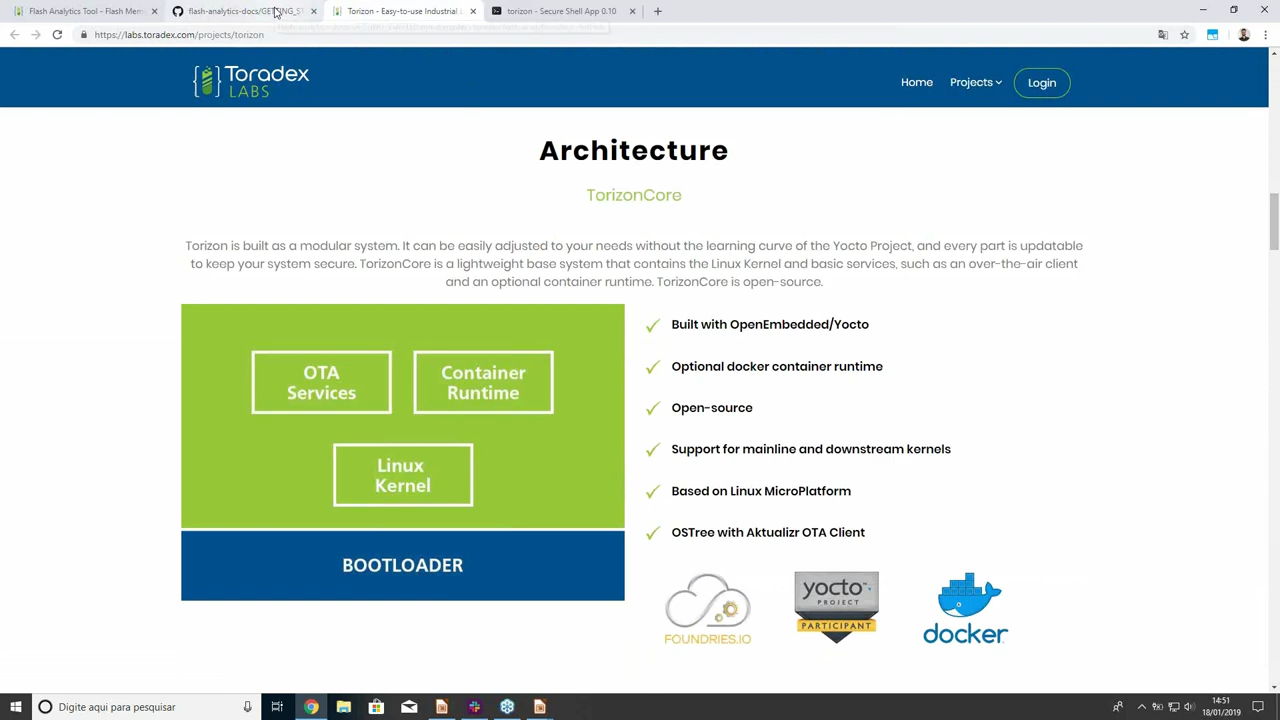 Flash Analytics Tool - Flash Mem
flash-analytics-docs/GETTING_ST
Torizon - Easy-to-use Industrial L
torizon - Secure Shell App 0.10
https://labs.toradex.com/projects/torizon
Toradex
LABS
Home
Projects
Login
Architecture
TorizonCore
Torizon is built as a modular system. It can be easily adjusted to your needs without the learning curve of the Yocto Project, and every part is updatable
to keep your system secure. TorizonCore is a lightweight base system that contains the Linux Kernel and basic services, such as an over-the-air client
and an optional container runtime. TorizonCore is open-source.
OTA
Services
Container
Runtime
Linux
Kernel
BOOTLOADER
Built with OpenEmbedded/Yocto
Optional docker container runtime
Open-source
Support for mainline and downstream kernels
Based on Linux MicroPlatform
OSTree with Aktualizr OTA Client
FOUNDRIES.IO
yocto
PROJECT
PARTICIPANT
docker
Digite aqui para pesquisar
14:51
18/01/2019